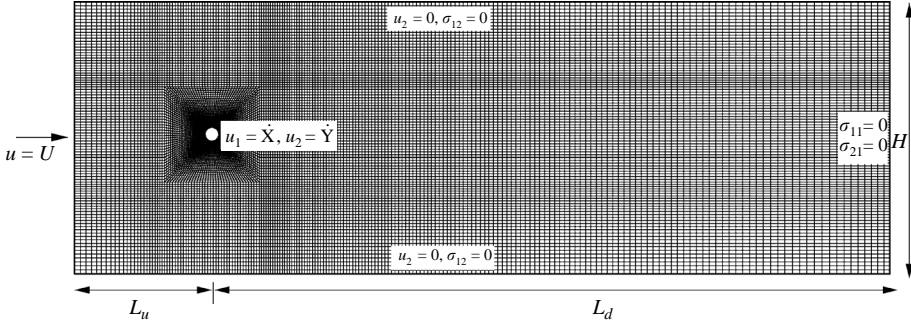 u₂ = 0, σ₁₂ = 0
u₁ = Ẋ, u₂ = Ẏ
σ₁₁ = 0
σ₂₁ = 0
H
u = U
u₂ = 0, σ₁₂ = 0
L_u
L_d